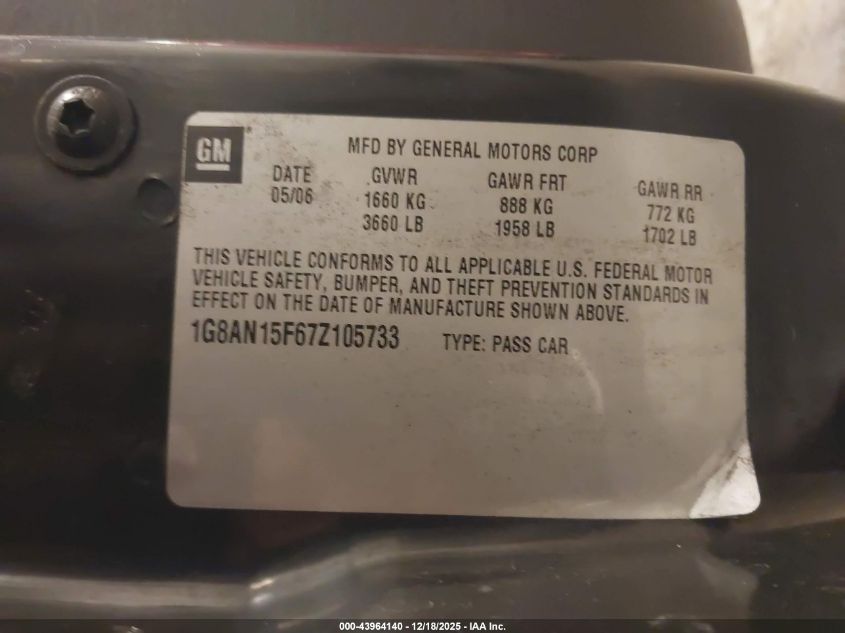 GM
MFD BY GENERAL MOTORS CORP
DATE GVWR GAWR FRT GAWR RR
05/06 1660 KG 888 KG 772 KG
3660 LB 1958 LB 1702 LB
THIS VEHICLE CONFORMS TO ALL APPLICABLE U.S. FEDERAL MOTOR
VEHICLE SAFETY, BUMPER, AND THEFT PREVENTION STANDARDS IN
EFFECT ON THE DATE OF MANUFACTURE SHOWN ABOVE.
1G8AN15F67Z105733 TYPE: PASS CAR
000-43964140 - 12/18/2025 - IAA Inc.